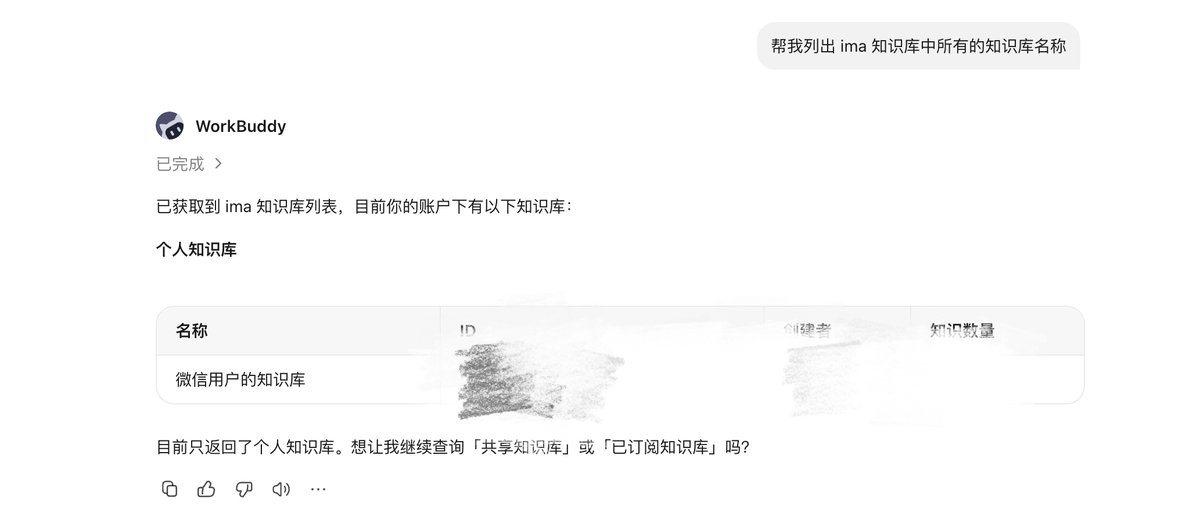 帮我列出 ima 知识库中所有的知识库名称
WorkBuddy
已完成
已获取到 ima 知识库列表，目前你的账户下有以下知识库：
个人知识库
名称 ID 创建者 知识数量
微信用户的知识库
目前只返回了个人知识库。想让我继续查询「共享知识库」或「已订阅知识库」吗？